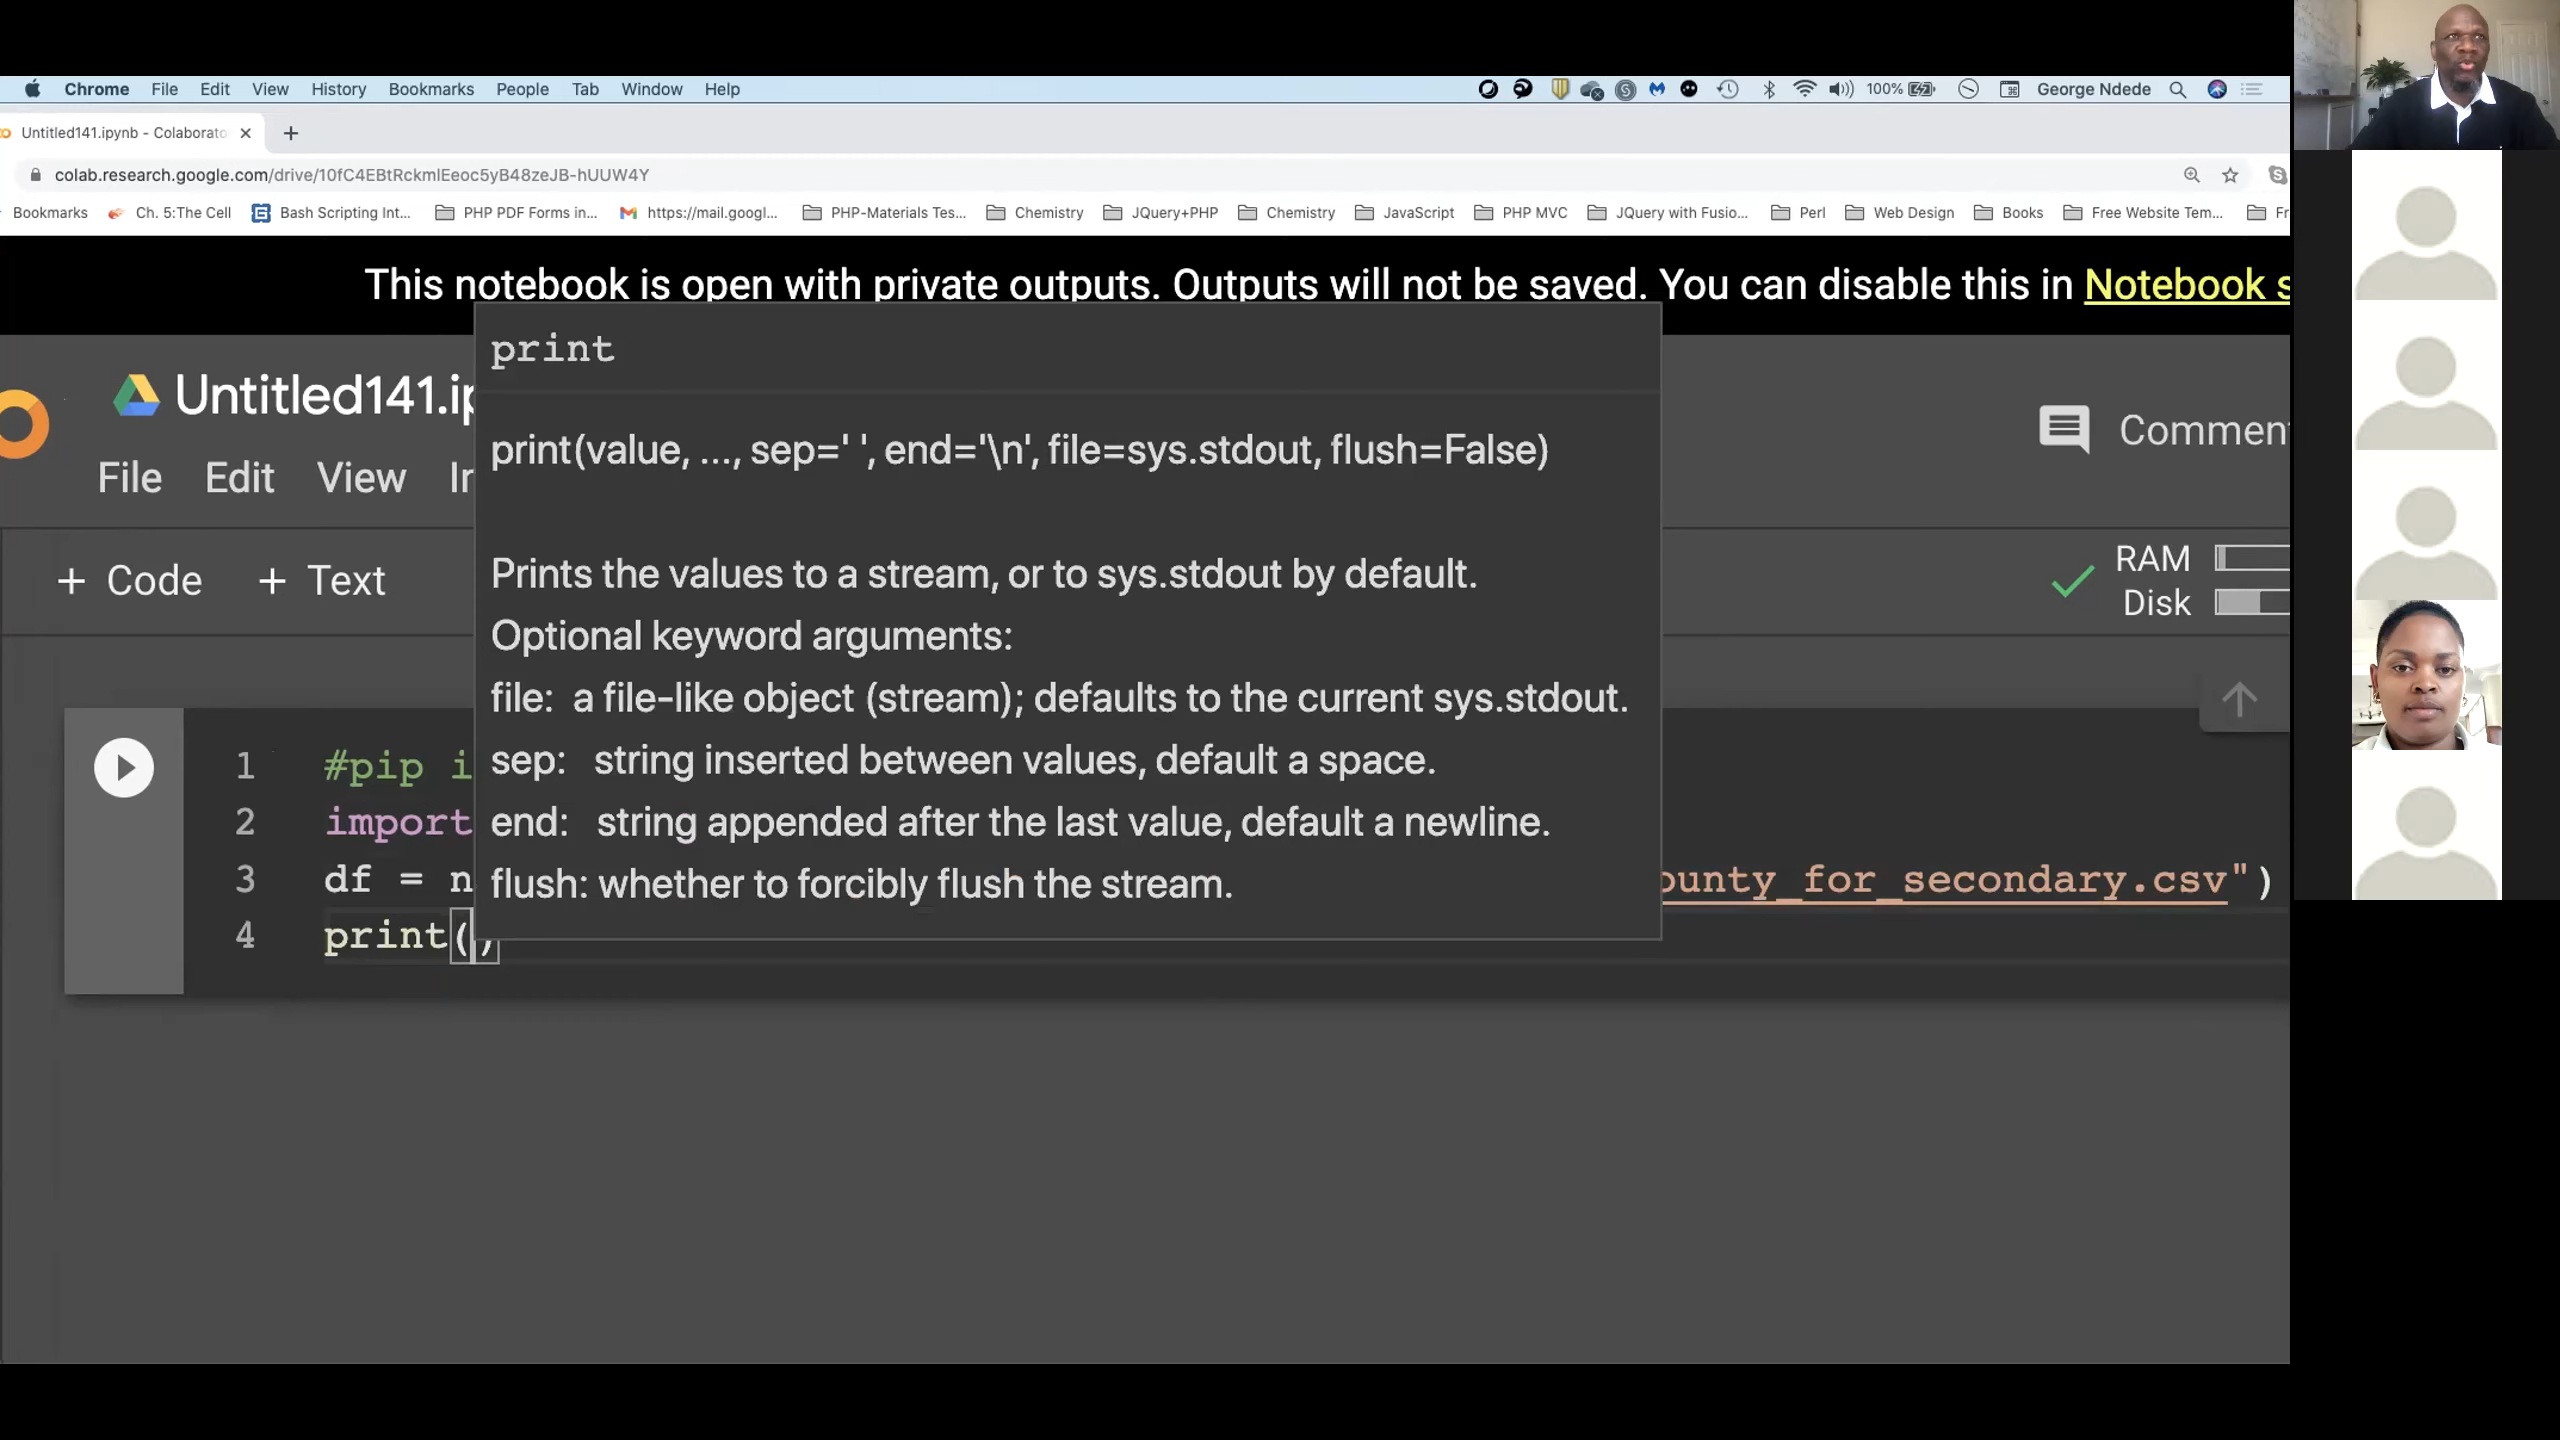 Chrome File Edit View History Bookmarks People Tab Window Help 100% George Ndede
Untitled141.ipynb - Colaborato
colab.research.google.com/drive/10fC4EBtRckmlEeoc5yB48zeJB-hUUW4Y
Bookmarks Ch. 5:The Cell Bash Scripting Int... PHP PDF Forms in... https://mail.googl... PHP-Materials Tes... Chemistry JQuery+PHP Chemistry JavaScript PHP MVC JQuery with Fusio... Perl Web Design Books Free Website Tem... Fr
This notebook is open with private outputs. Outputs will not be saved. You can disable this in Notebook s
print
Untitled141.ip
Commen
print(value, ..., sep=' ', end='\n', file=sys.stdout, flush=False)
File Edit View In
Prints the values to a stream, or to sys.stdout by default.
+ Code + Text
RAM
Disk
Optional keyword arguments:
file: a file-like object (stream); defaults to the current sys.stdout.
sep: string inserted between values, default a space.
end: string appended after the last value, default a newline.
flush: whether to forcibly flush the stream.
1 #pip i
2 import
3 df = n ounty_for_secondary.csv")
4 print()